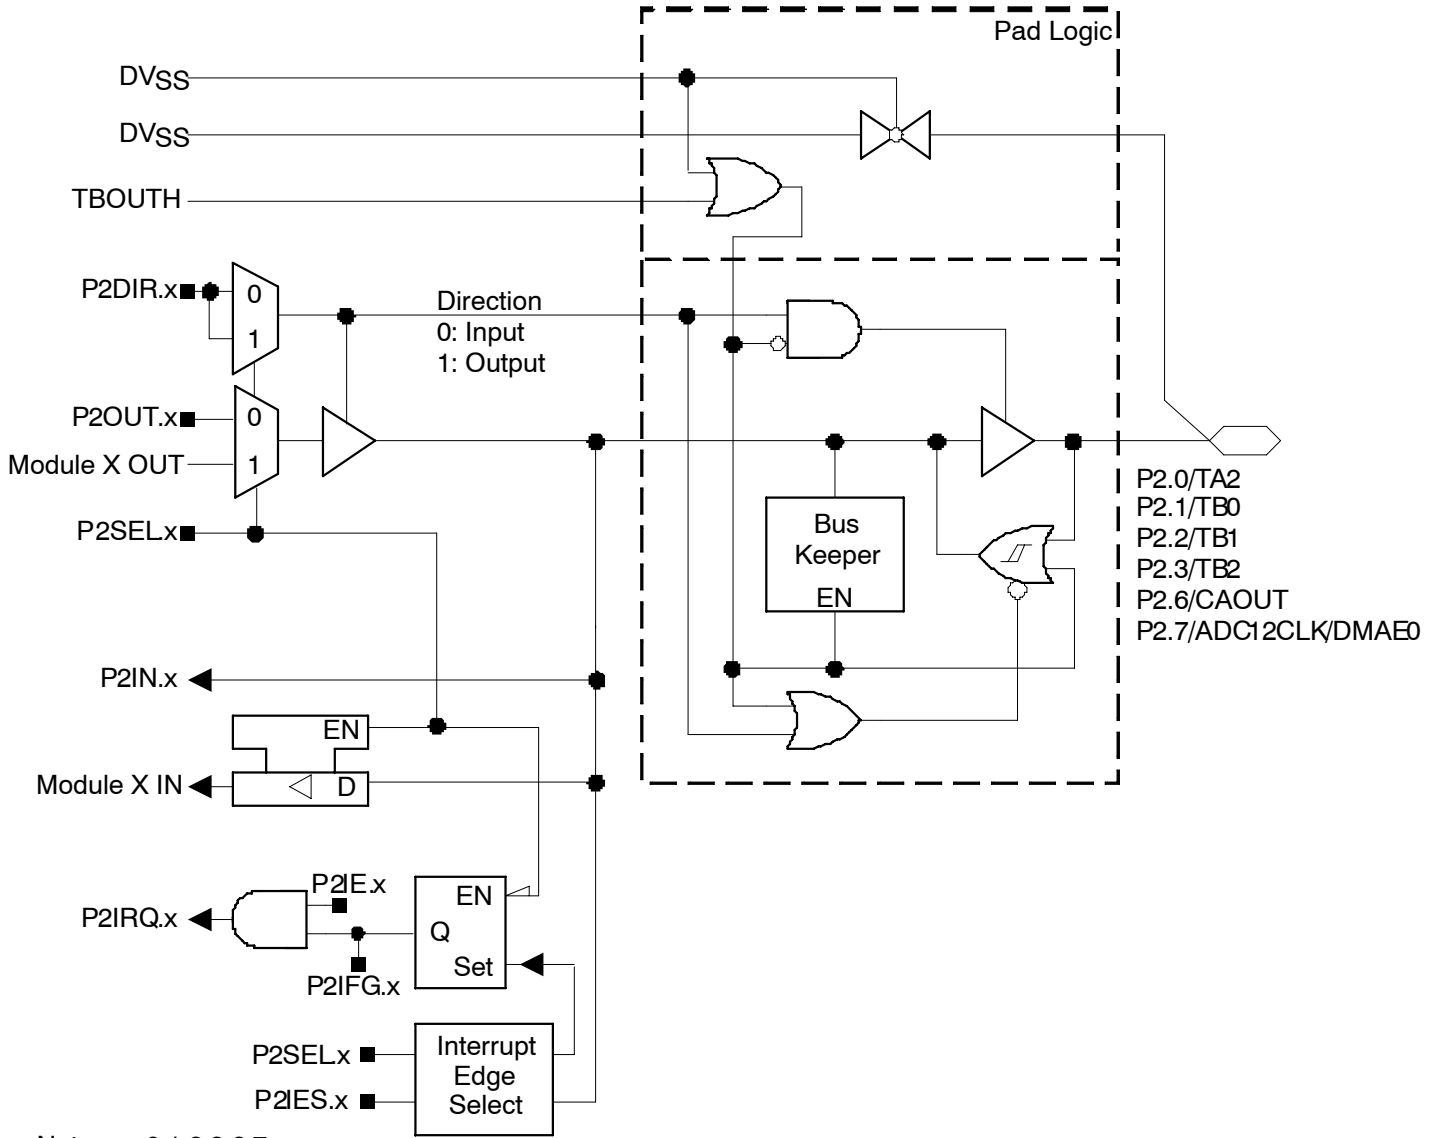 Pad Logic
DVSS
DVSS
TBOUTH
P2DIR.x
0
1
Direction
0: Input
1: Output
P2OUT.x
0
Module X OUT
1
P2SEL.x
Bus
Keeper
EN
P2.0/TA2
P2.1/TB0
P2.2/TB1
P2.3/TB2
P2.6/CAOUT
P2.7/ADC12CLK/DMAE0
P2IN.x
EN
Module X IN
D
P2IE.x
P2IRQ.x
EN
Q
Set
P2IFG.x
P2SEL.x
P2IES.x
Interrupt
Edge
Select